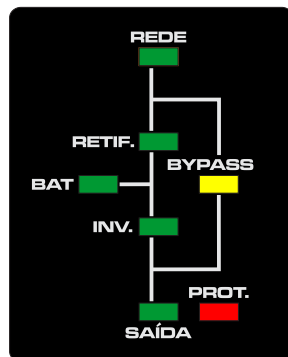 REDE
RETIF.
BYPASS
BAT
INV.
PROT.
SAÍDA